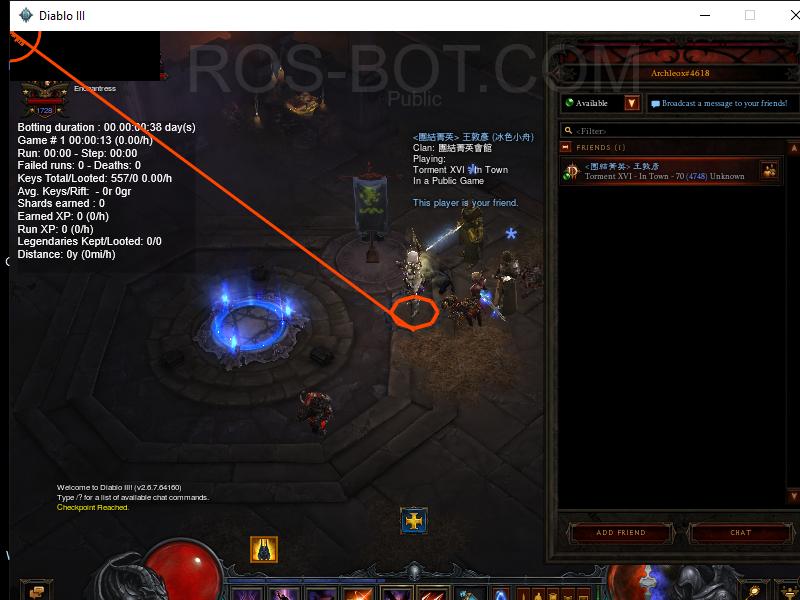 Diablo III
ROS-BOT.COM
Public
Archleox#4618
Available
Broadcast a message to your friends!
<Filter>
FRIENDS (1)
<團結菁英> 王敦彥
Torment XVI - In Town - 70 (4748) Unknown
Enchantress
1728
Botting duration : 00.00:00:38 day(s)
Game # 1 00:00:13 (0.00/h)
Run: 00:00 - Step: 00:00
Failed runs: 0 - Deaths: 0
Keys Total/Looted: 557/0 0.00/h
Avg. Keys/Rift: - 0r 0gr
Shards earned : 0
Earned XP: 0 (0/h)
Run XP: 0 (0/h)
Legendaries Kept/Looted: 0/0
Distance: 0y (0mi/h)
<團結菁英> 王敦彥 (冰色小舟)
Clan: 團結菁英會館
Playing:
Torment XVI - In Town
In a Public Game
This player is your friend.
Welcome to Diablo III! (v2.6.7.64160)
Type /? for a list of available chat commands.
Checkpoint Reached.
ADD FRIEND
CHAT